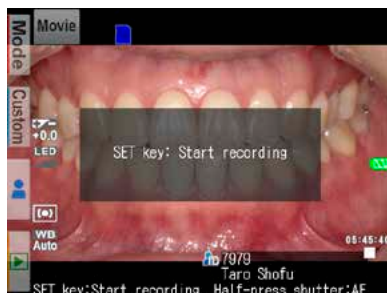 Mode
Movie
Custom
+0.0
LED
SET key: Start recording
WB
Auto
05:45:40
ID 7979
Taro Shofu
SET key:Start recording Half-press shutter:AF